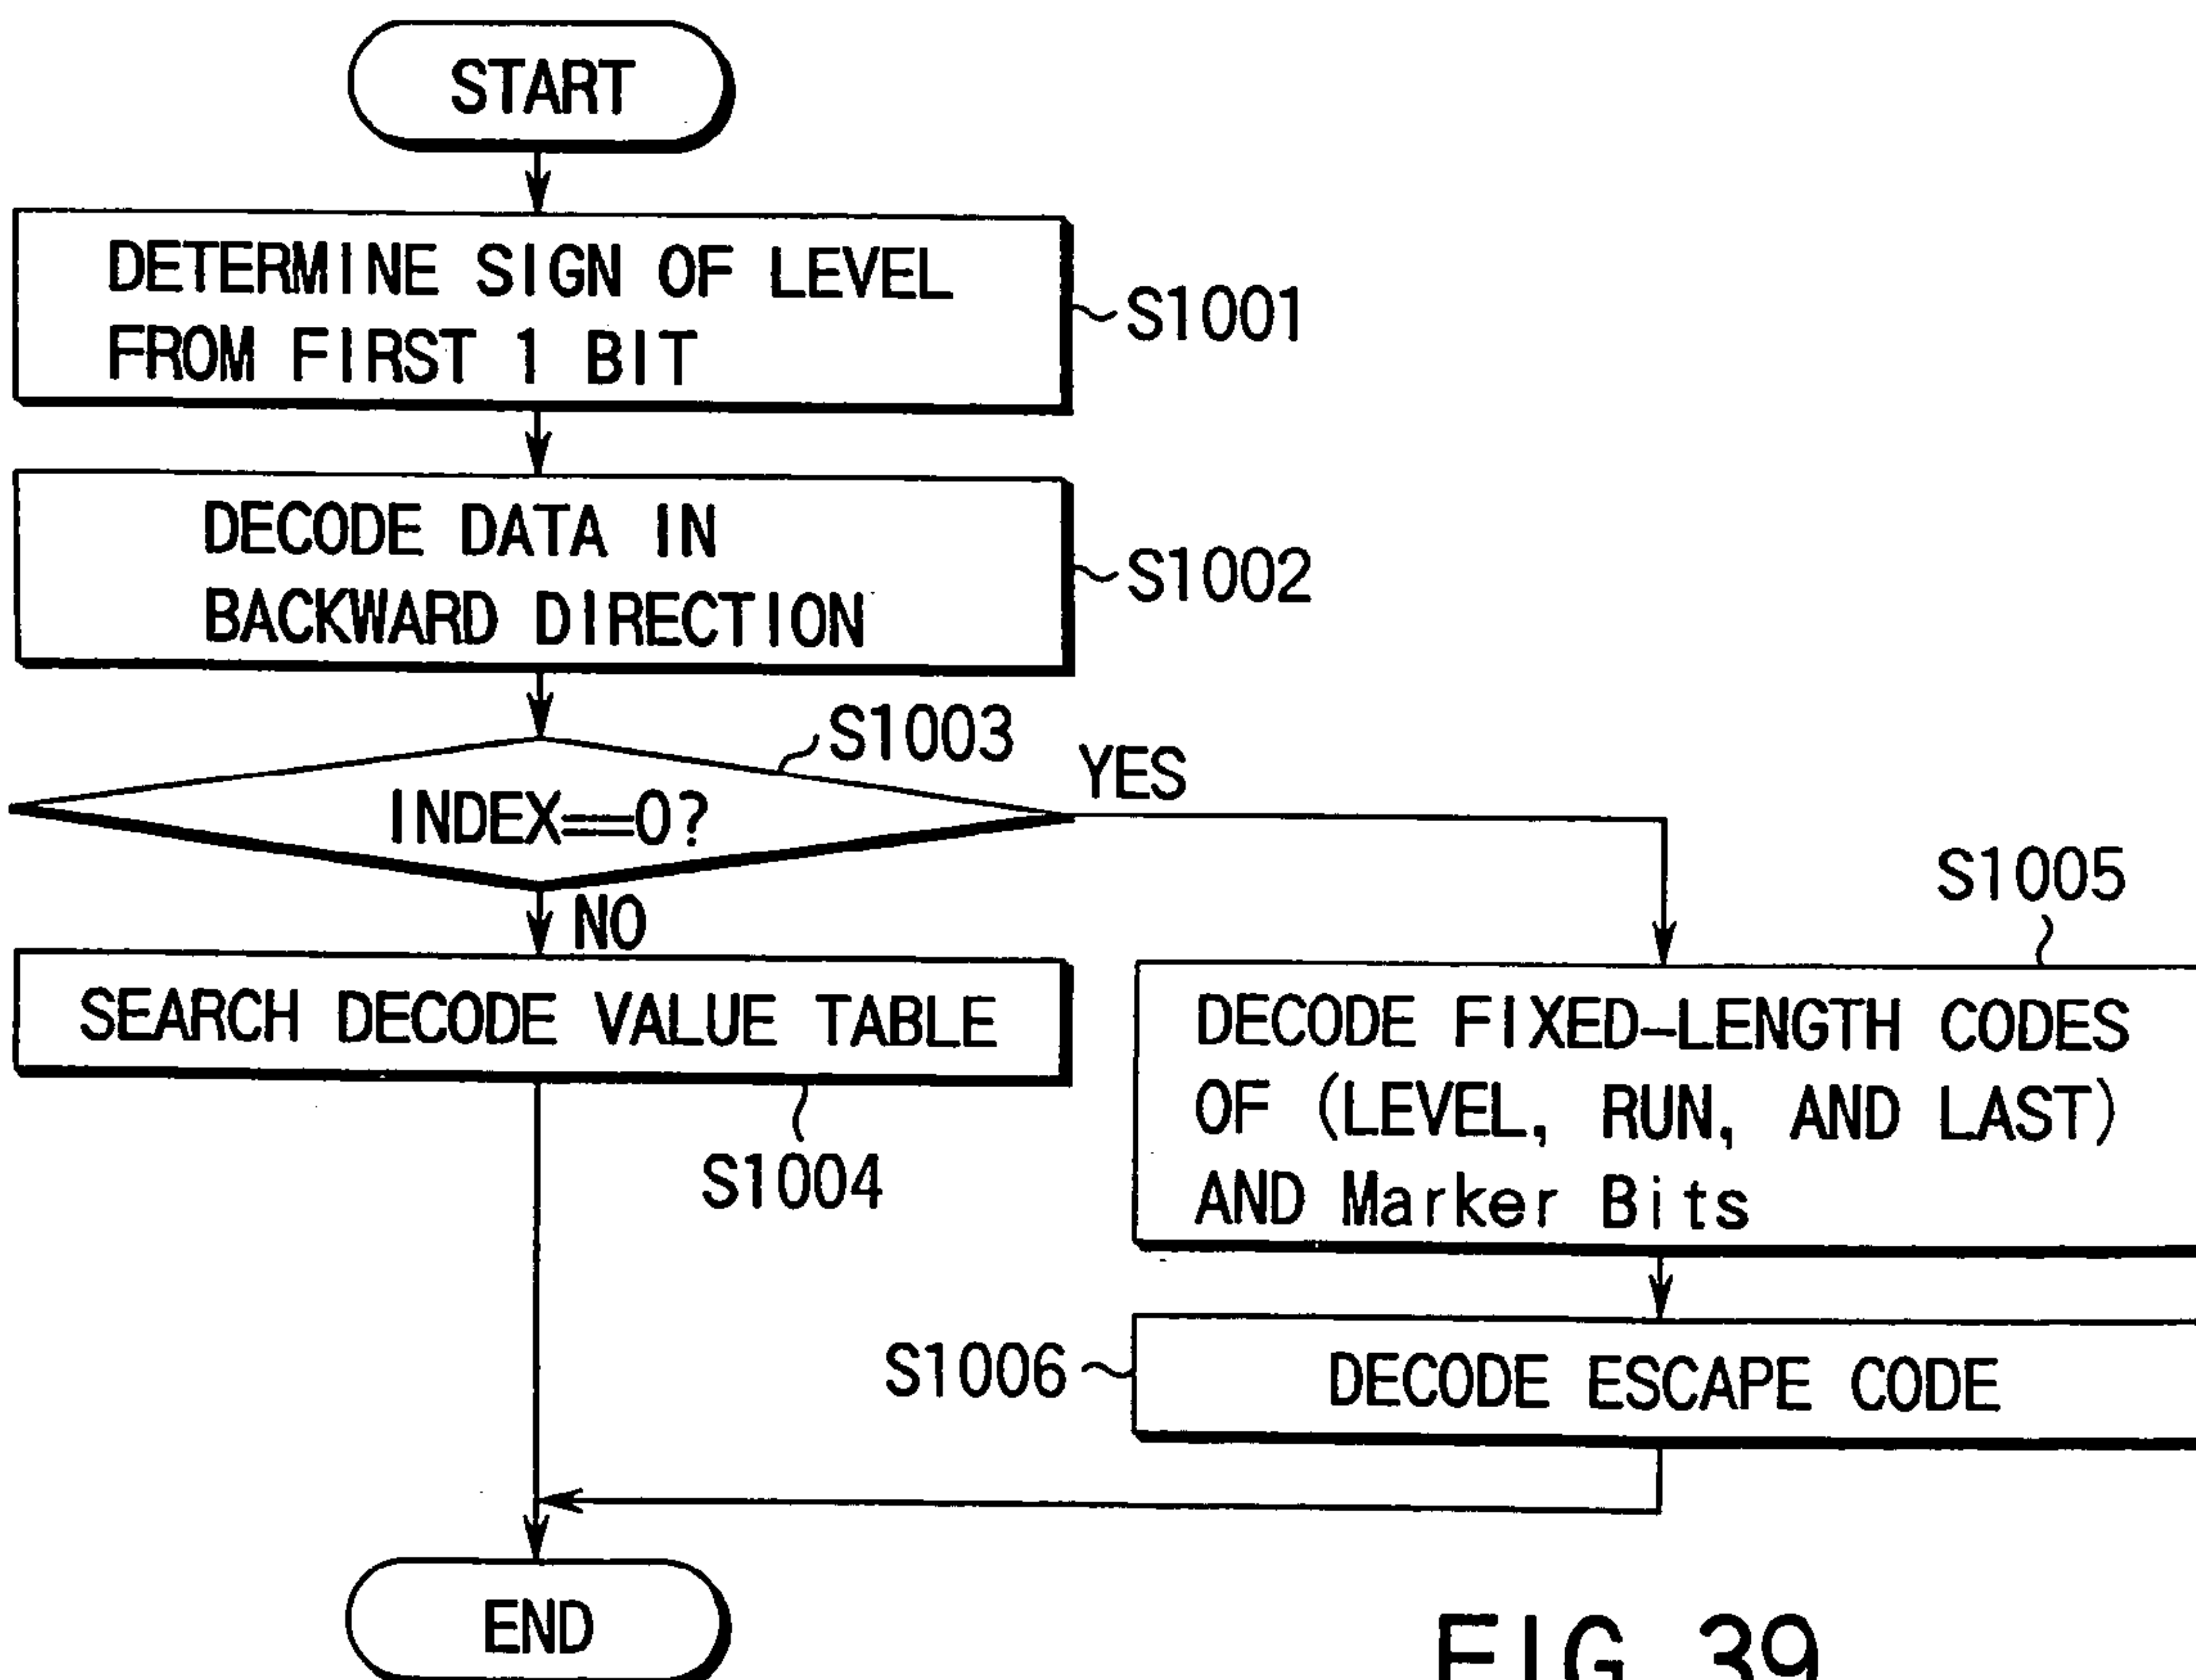 START
DETERMINE SIGN OF LEVEL
FROM FIRST 1 BIT
S1001
DECODE DATA IN
BACKWARD DIRECTION
S1002
S1003
INDEX==0?
YES
NO
SEARCH DECODE VALUE TABLE
S1004
S1005
DECODE FIXED-LENGTH CODES
OF (LEVEL, RUN, AND LAST)
AND Marker Bits
S1006
DECODE ESCAPE CODE
END
FIG. 39